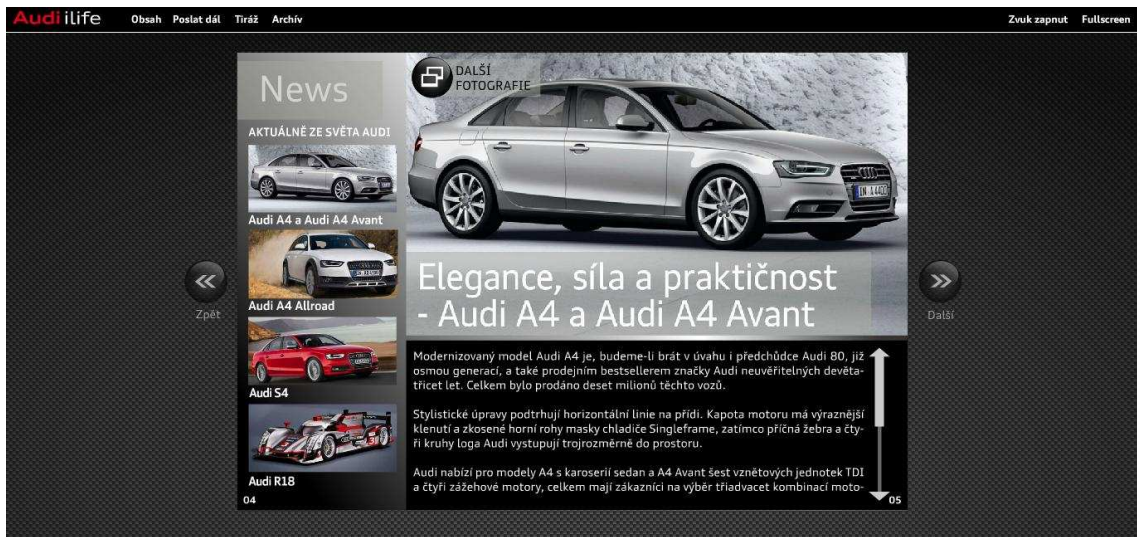 Audi ilife
Obsah Poslat dál Tiráž Archív
Zvuk zapnut Fullscreen
News
AKTUÁLNĚ ZE SVĚTA AUDI
Audi A4 a Audi A4 Avant
Audi A4 Allroad
Audi S4
Audi R18
04
DALŠÍ
FOTOGRAFIE
Elegance, síla a praktičnost
- Audi A4 a Audi A4 Avant
Modernizovaný model Audi A4 je, budeme-li brát v úvahu i předchůdce Audi 80, již
osmou generací, a také prodejním bestsellerem značky Audi neuvěřitelných devěta-
třicet let. Celkem bylo prodáno deset milionů těchto vozů.
Stylistické úpravy podtrhují horizontální linie na přídi. Kapota motoru má výraznější
klenutí a zkosené horní rohy masky chladiče Singleframe, zatímco příčná žebra a čty-
ři kruhy loga Audi vystupují trojrozměrně do prostoru.
Audi nabízí pro modely A4 s karoserií sedan a A4 Avant šest vznětových jednotek TDI
a čtyři zážehové motory, celkem mají zákazníci na výběr třiadvacet kombinací moto-
05
Zpět
Další